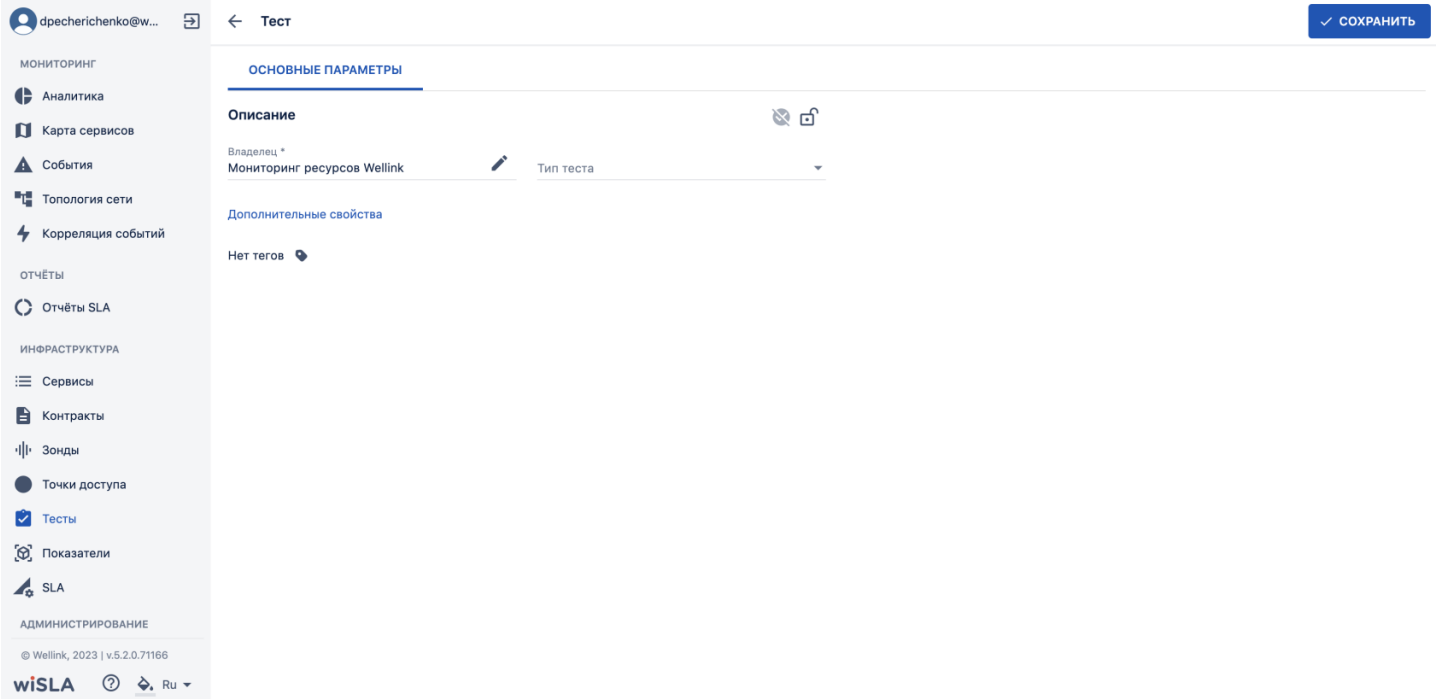 dpecherichenko@w...
Тест
СОХРАНИТЬ
МОНИТОРИНГ
Аналитика
Карта сервисов
События
Топология сети
Корреляция событий
ОТЧЁТЫ
Отчёты SLA
ИНФРАСТРУКТУРА
Сервисы
Контракты
Зонды
Точки доступа
Тесты
Показатели
SLA
АДМИНИСТРИРОВАНИЕ
© Wellink, 2023 | v.5.2.0.71166
wiSLA
Ru
ОСНОВНЫЕ ПАРАМЕТРЫ
Описание
Владелец *
Мониторинг ресурсов Wellink
Тип теста
Дополнительные свойства
Нет тегов